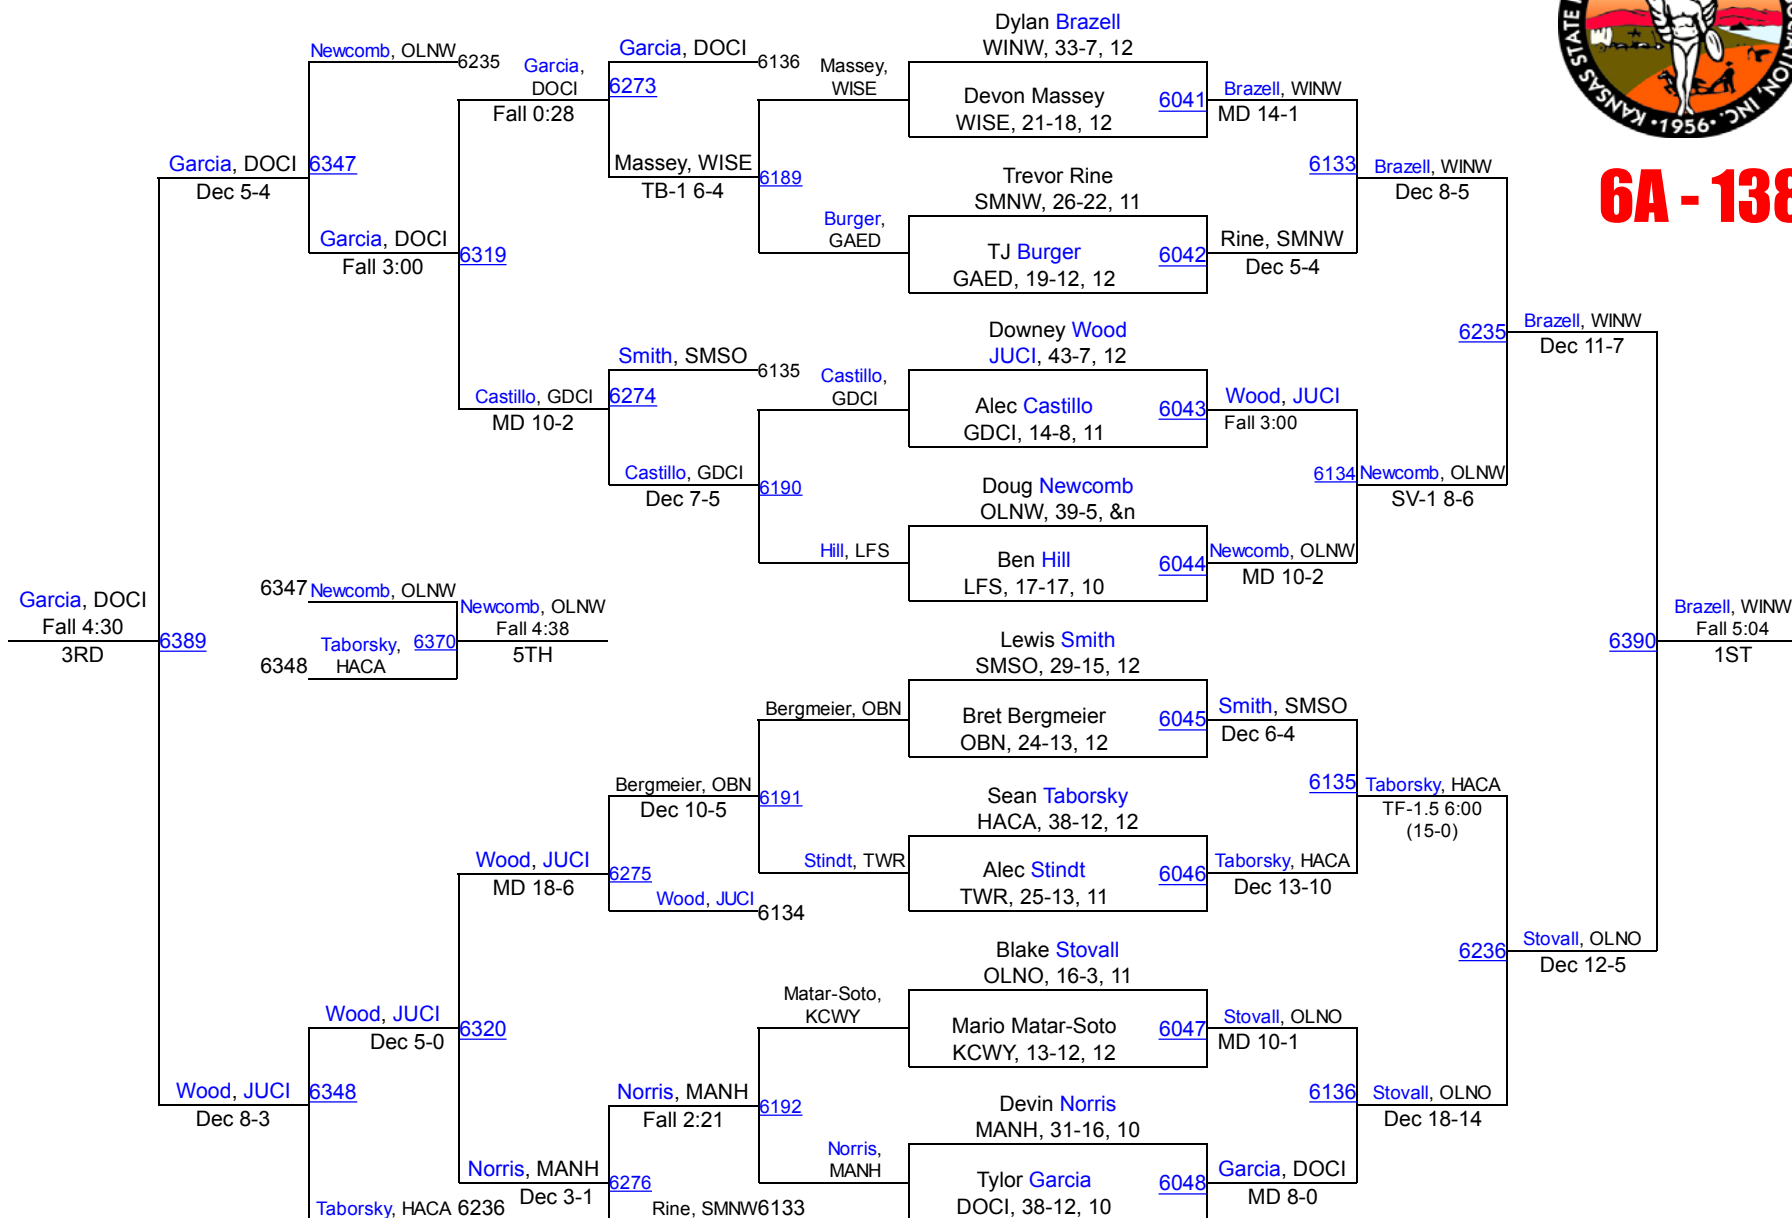 Dylan Brazell
WINW, 33-7, 12
Devon Massey
WISE, 21-18, 12
6041
Trevor Rine
SMNW, 26-22, 11
TJ Burger
GAED, 19-12, 12
6042
Downey Wood
JUCI, 43-7, 12
Alec Castillo
GDCI, 14-8, 11
6043
Doug Newcomb
OLNW, 39-5, &n
Ben Hill
LFS, 17-17, 10
6044
Lewis Smith
SMSO, 29-15, 12
Bret Bergmeier
OBN, 24-13, 12
6045
Sean Taborsky
HACA, 38-12, 12
Alec Stindt
TWR, 25-13, 11
6046
Blake Stovall
OLNO, 16-3, 11
Mario Matar-Soto
KCWY, 13-12, 12
6047
Devin Norris
MANH, 31-16, 10
Tylor Garcia
DOCI, 38-12, 10
6048
Brazell, WINW
MD 14-1
6133
Rine, SMNW
Dec 5-4
Wood, JUCI
Fall 3:00
6134
Newcomb, OLNW
MD 10-2
Smith, SMSO
Dec 6-4
6135
Taborsky, HACA
Dec 13-10
Stovall, OLNO
MD 10-1
6136
Garcia, DOCI
MD 8-0
Brazell, WINW
Dec 8-5
6235
Newcomb, OLNW
SV-1 8-6
Taborsky, HACA
TF-1.5 6:00
(15-0)
6236
Stovall, OLNO
Dec 18-14
Brazell, WINW
Dec 11-7
6390
Stovall, OLNO
Dec 12-5
Brazell, WINW
Fall 5:04
1ST
Massey,
WISE
6189
Burger,
GAED
Castillo,
GDCI
6190
Hill, LFS
Bergmeier, OBN
6191
Stindt, TWR
Matar-Soto,
KCWY
6192
Norris,
MANH
Garcia, DOCI
6136
6273
Massey, WISE
TB-1 6-4
Smith, SMSO
6135
6274
Castillo, GDCI
Dec 7-5
Bergmeier, OBN
Dec 10-5
6275
Wood, JUCI
6134
Norris, MANH
Fall 2:21
6276
Rine, SMNW 6133
Garcia,
DOCI
Fall 0:28
6319
Castillo, GDCI
MD 10-2
Wood, JUCI
MD 18-6
6320
Norris, MANH
Dec 3-1
Newcomb, OLNW
6235
6347
Garcia, DOCI
Fall 3:00
Wood, JUCI
Dec 5-0
6348
Taborsky, HACA 6236
Garcia, DOCI
Dec 5-4
6389
Wood, JUCI
Dec 8-3
Garcia, DOCI
Fall 4:30
3RD
6347
Newcomb, OLNW
6370
6348
Taborsky,
HACA
Newcomb, OLNW
Fall 4:38
5TH
KANSAS STATE
INC.
•1956•
6A - 138